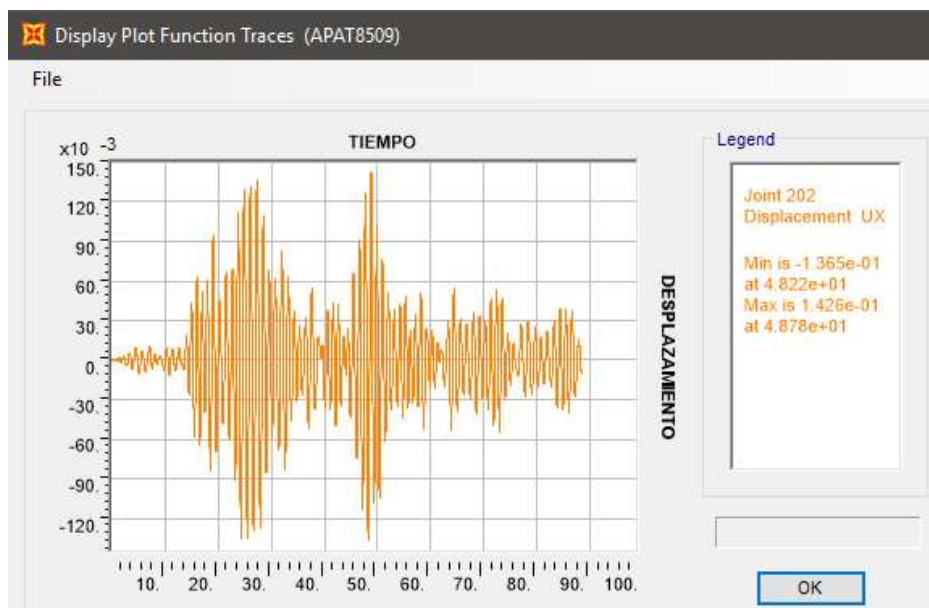 Display Plot Function Traces (APAT8509)
File
x10 -3
TIEMPO
150.
120.
90.
60.
30.
0.
-30.
-60.
-90.
-120.
10. 20. 30. 40. 50. 60. 70. 80. 90. 100.
DESPLAZAMIENTO
Legend
Joint 202
Displacement UX
Min is -1.365e-01
at 4.822e+01
Max is 1.426e-01
at 4.878e+01
OK